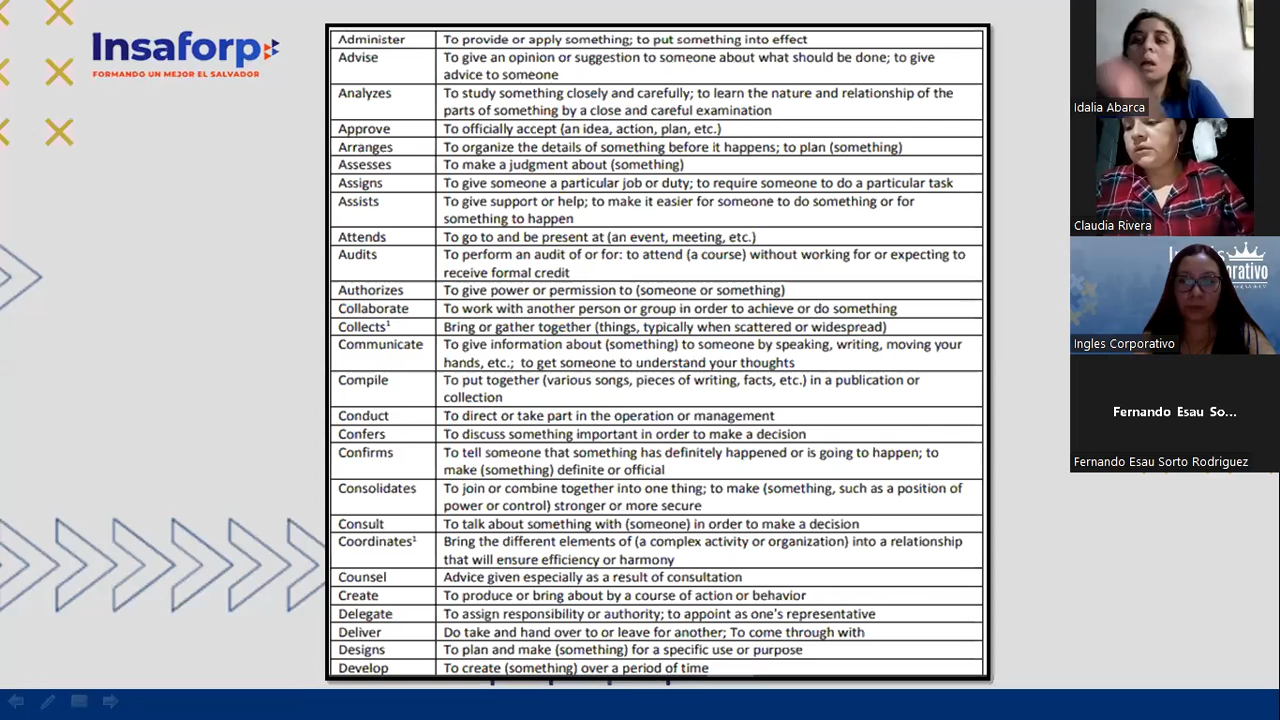 Insaforp
FORMANDO UN MEJOR EL SALVADOR
Administer To provide or apply something; to put something into effect
Advise To give an opinion or suggestion to someone about what should be done; to give
advice to someone
Analyzes To study something closely and carefully; to learn the nature and relationship of the
parts of something by a close and careful examination
Approve To officially accept (an idea, action, plan, etc.)
Arranges To organize the details of something before it happens; to plan (something)
Assesses To make a judgment about (something)
Assigns To give someone a particular job or duty; to require someone to do a particular task
Assists To give support or help; to make it easier for someone to do something or for
something to happen
Attends To go to and be present at (an event, meeting, etc.)
Audits To perform an audit of or for: to attend (a course) without working for or expecting to
receive formal credit
Authorizes To give power or permission to (someone or something)
Collaborate To work with another person or group in order to achieve or do something
Collects¹ Bring or gather together (things, typically when scattered or widespread)
Communicate To give information about (something) to someone by speaking, writing, moving your
hands, etc.; to get someone to understand your thoughts
Compile To put together (various songs, pieces of writing, facts, etc.) in a publication or
collection
Conduct To direct or take part in the operation or management
Confers To discuss something important in order to make a decision
Confirms To tell someone that something has definitely happened or is going to happen; to
make (something) definite or official
Consolidates To join or combine together into one thing; to make (something, such as a position of
power or control) stronger or more secure
Consult To talk about something with (someone) in order to make a decision
Coordinates¹ Bring the different elements of (a complex activity or organization) into a relationship
that will ensure efficiency or harmony
Counsel Advice given especially as a result of consultation
Create To produce or bring about by a course of action or behavior
Delegate To assign responsibility or authority; to appoint as one's representative
Deliver Do take and hand over to or leave for another; To come through with
Designs To plan and make (something) for a specific use or purpose
Develop To create (something) over a period of time
Idalia Abarca
Claudia Rivera
Ingles Corporativo
Fernando Esau So...
Fernando Esau Sorto Rodriguez